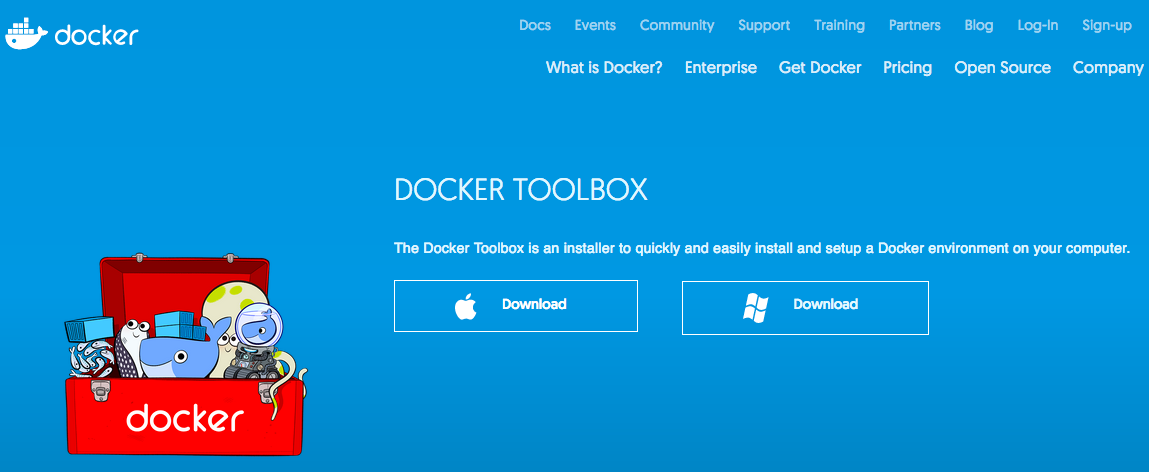 docker
Docs Events Community Support Training Partners Blog Log-In Sign-up
What is Docker? Enterprise Get Docker Pricing Open Source Company
DOCKER TOOLBOX
The Docker Toolbox is an installer to quickly and easily install and setup a Docker environment on your computer.
Download Download
docker